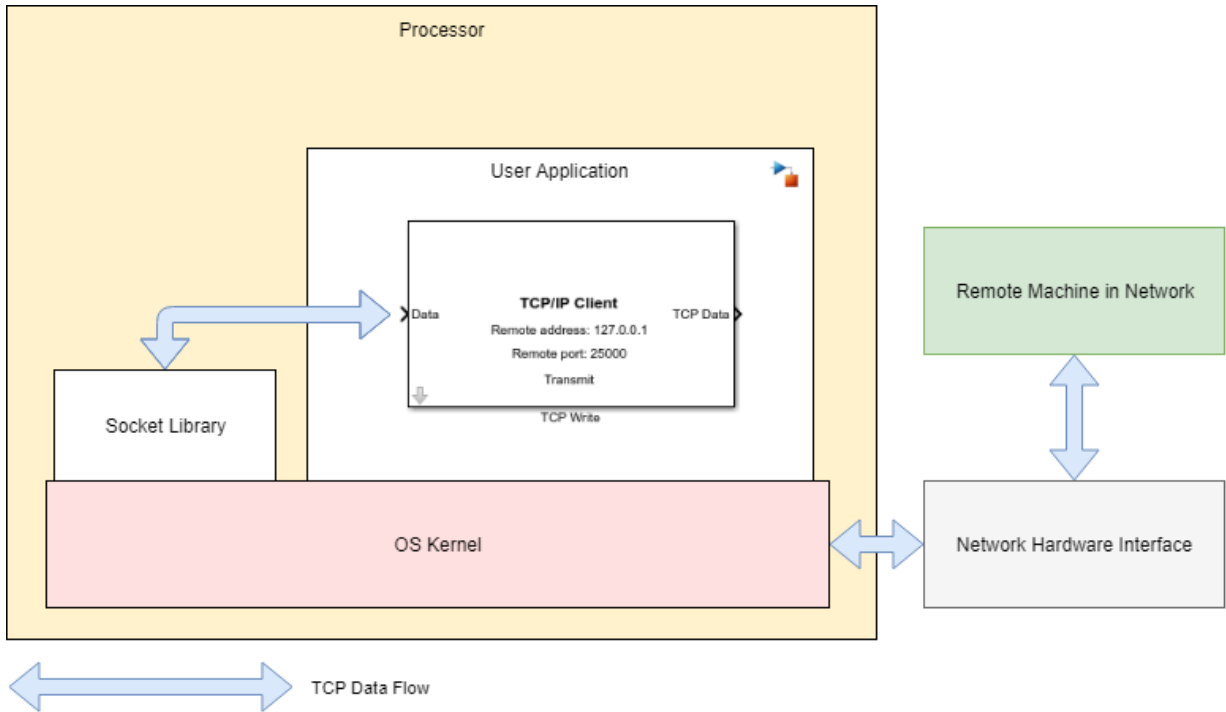 Processor
User Application
TCP/IP Client
Data
TCP Data
Remote address: 127.0.0.1
Remote port: 25000
Transmit
TCP Write
Remote Machine in Network
Socket Library
OS Kernel
Network Hardware Interface
TCP Data Flow